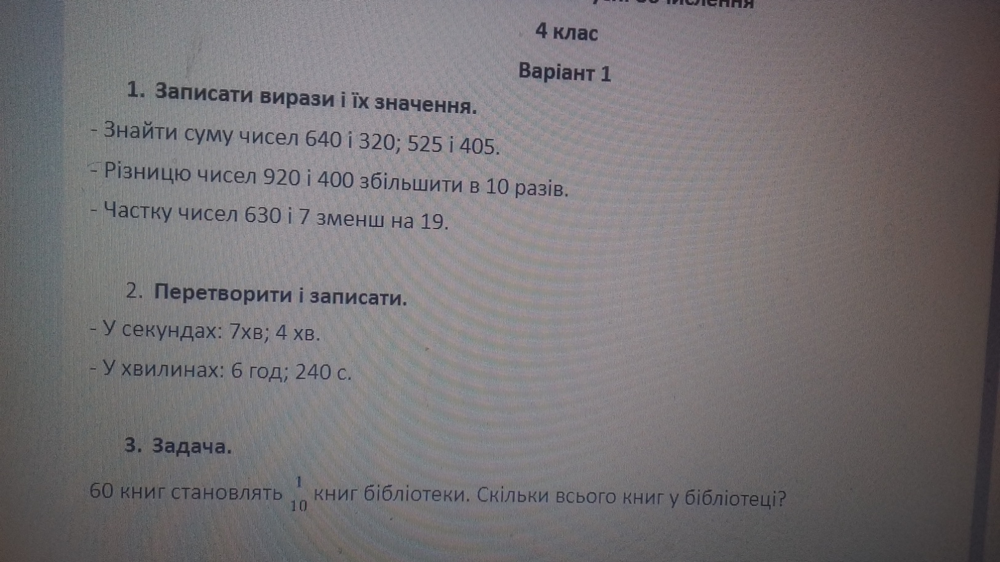 4 клас
Варіант 1
1. Записати вирази і їх значення.
- Знайти суму чисел 640 і 320; 525 і 405.
- Різницю чисел 920 і 400 збільшити в 10 разів.
- Частку чисел 630 і 7 зменш на 19.
2. Перетворити і записати.
- У секундах: 7хв; 4 хв.
- У хвилинах: 6 год; 240 с.
3. Задача.
60 книг становлять 1/10 книг бібліотеки. Скільки всього книг у бібліотеці?